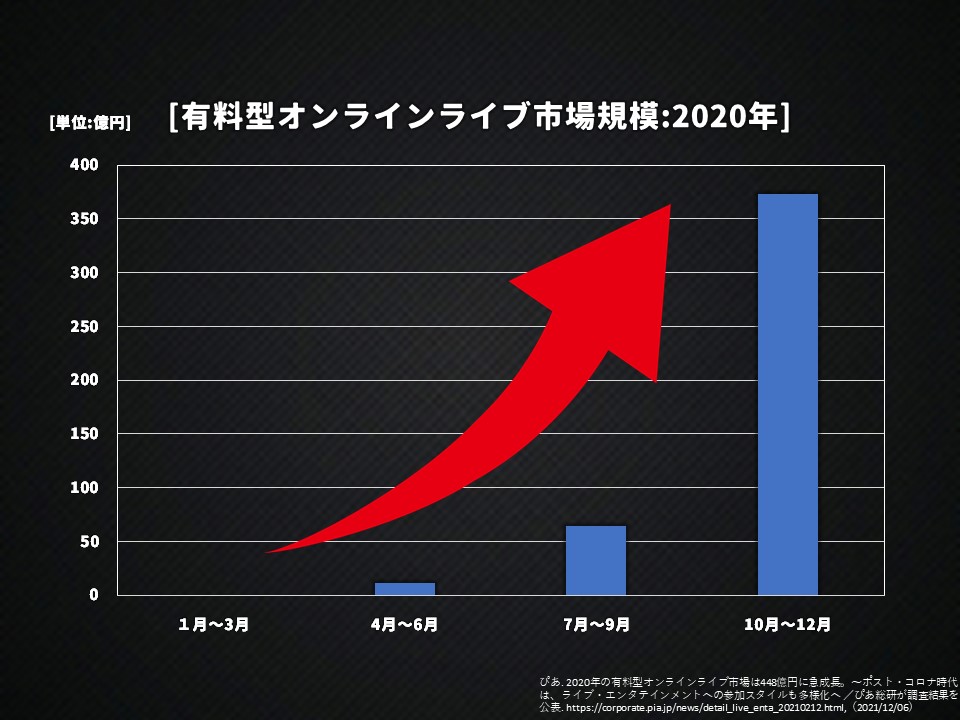 [単位:億円]
[有料型オンラインライブ市場規模:2020年]
400
350
300
250
200
150
100
50
0
１月～3月
4月～6月
7月～9月
10月～12月
ぴあ. 2020年の有料型オンラインライブ市場は448億円に急成長。～ポスト・コロナ時代
は、ライブ・エンタテインメントへの参加スタイルも多様化へ ／ぴあ総研が調査結果を
公表. https://corporate.pia.jp/news/detail_live_enta_20210212.html,（2021/12/06）